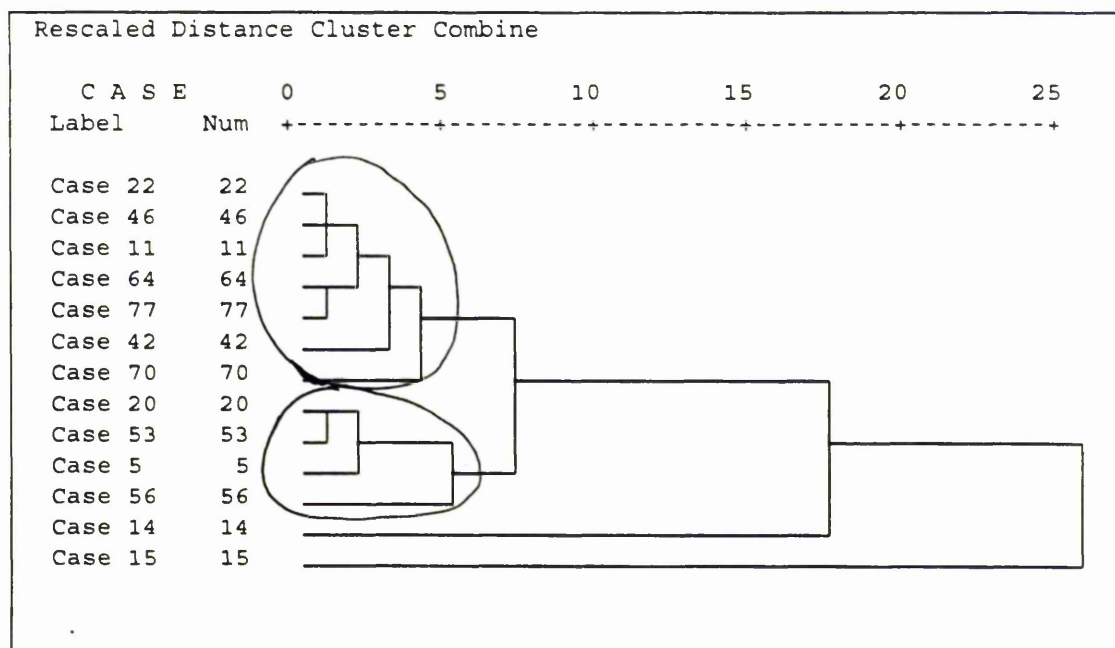 Rescaled Distance Cluster Combine
C A S E 0 5 10 15 20 25
Label Num +---------+---------+---------+---------+---------+
Case 22 22
Case 46 46
Case 11 11
Case 64 64
Case 77 77
Case 42 42
Case 70 70
Case 20 20
Case 53 53
Case 5 5
Case 56 56
Case 14 14
Case 15 15